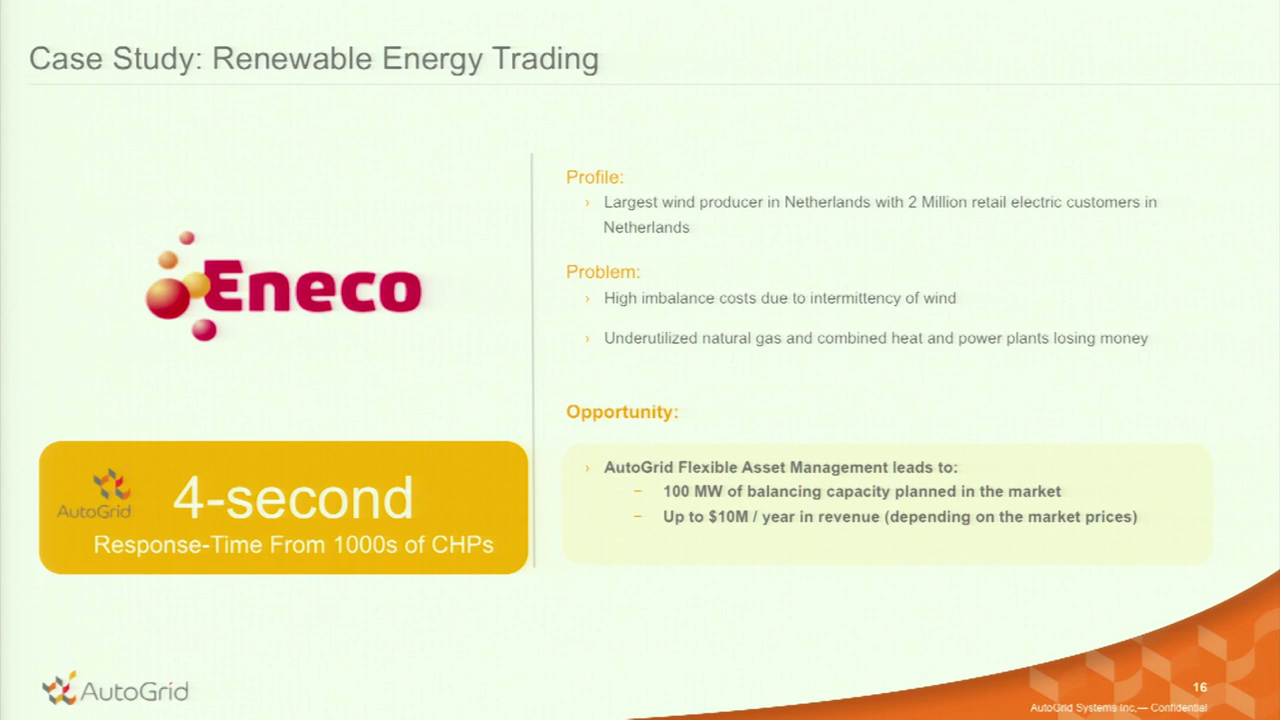 Case Study: Renewable Energy Trading
Eneco
AutoGrid
4-second
Response-Time From 1000s of CHPs
Profile:
› Largest wind producer in Netherlands with 2 Million retail electric customers in
Netherlands
Problem:
› High imbalance costs due to intermittency of wind
› Underutilized natural gas and combined heat and power plants losing money
Opportunity:
› AutoGrid Flexible Asset Management leads to:
– 100 MW of balancing capacity planned in the market
– Up to $10M / year in revenue (depending on the market prices)
AutoGrid
16
AutoGrid Systems Inc.— Confidential